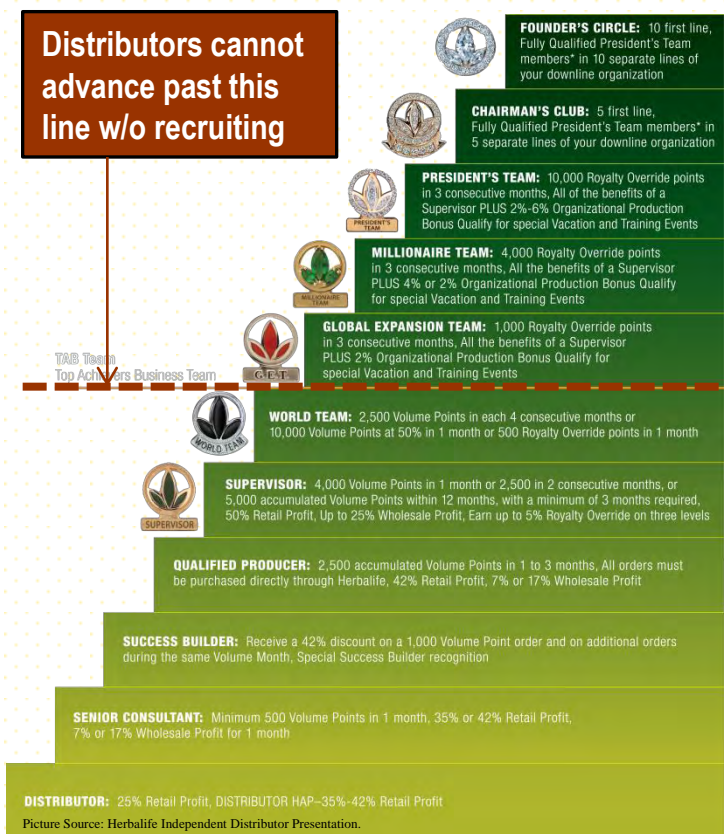 Distributors cannot
advance past this
line w/o recruiting
FOUNDER'S CIRCLE: 10 first line,
Fully Qualified President's Team
members* in 10 separate lines of
your downline organization
CHAIRMAN'S CLUB: 5 first line,
Fully Qualified President's Team members* in
5 separate lines of your downline organization
PRESIDENT'S TEAM: 10,000 Royalty Override points
in 3 consecutive months, All of the benefits of a
Supervisor PLUS 2%-6% Organizational Production
Bonus Qualify for special Vacation and Training Events
PRESIDENT'S
TEAM
MILLIONAIRE TEAM: 4,000 Royalty Override points
in 3 consecutive months, All the benefits of a Supervisor
PLUS 4% or 2% Organizational Production Bonus Qualify
for special Vacation and Training Events
MILLIONAIRE
TEAM
GLOBAL EXPANSION TEAM: 1,000 Royalty Override points
in 3 consecutive months, All the benefits of a Supervisor
PLUS 2% Organizational Production Bonus Qualify for
special Vacation and Training Events
G.E.T.
TAB Team
Top Achievers Business Team
WORLD TEAM: 2,500 Volume Points in each 4 consecutive months or
10,000 Volume Points at 50% in 1 month or 500 Royalty Override points in 1 month
WORLD TEAM
SUPERVISOR: 4,000 Volume Points in 1 month or 2,500 in 2 consecutive months, or
5,000 accumulated Volume Points within 12 months, with a minimum of 3 months required,
50% Retail Profit, Up to 25% Wholesale Profit, Earn up to 5% Royalty Override on three levels
SUPERVISOR
QUALIFIED PRODUCER: 2,500 accumulated Volume Points in 1 to 3 months, All orders must
be purchased directly through Herbalife, 42% Retail Profit, 7% or 17% Wholesale Profit
SUCCESS BUILDER: Receive a 42% discount on a 1,000 Volume Point order and on additional orders
during the same Volume Month, Special Success Builder recognition
SENIOR CONSULTANT: Minimum 500 Volume Points in 1 month, 35% or 42% Retail Profit,
7% or 17% Wholesale Profit for 1 month
DISTRIBUTOR: 25% Retail Profit, DISTRIBUTOR HAP–35%-42% Retail Profit
Picture Source: Herbalife Independent Distributor Presentation.